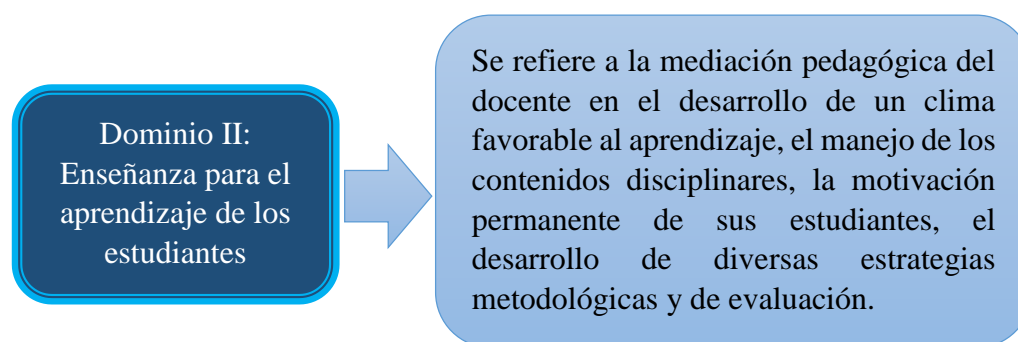 Dominio II:
Enseñanza para el
aprendizaje de los
estudiantes
Se refiere a la mediación pedagógica del
docente en el desarrollo de un clima
favorable al aprendizaje, el manejo de los
contenidos disciplinares, la motivación
permanente de sus estudiantes, el
desarrollo de diversas estrategias
metodológicas y de evaluación.